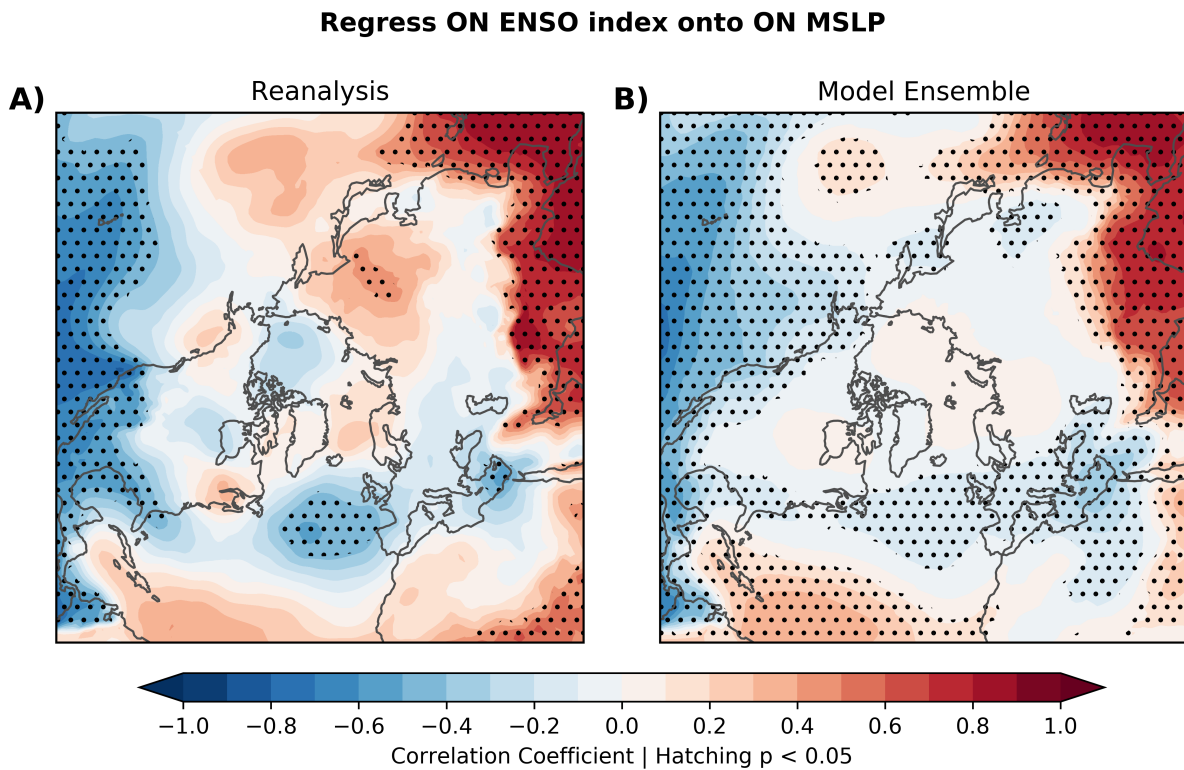 Regress ON ENSO index onto ON MSLP
A) Reanalysis
B) Model Ensemble
−1.0 −0.8 −0.6 −0.4 −0.2 0.0 0.2 0.4 0.6 0.8 1.0
Correlation Coefficient | Hatching p < 0.05